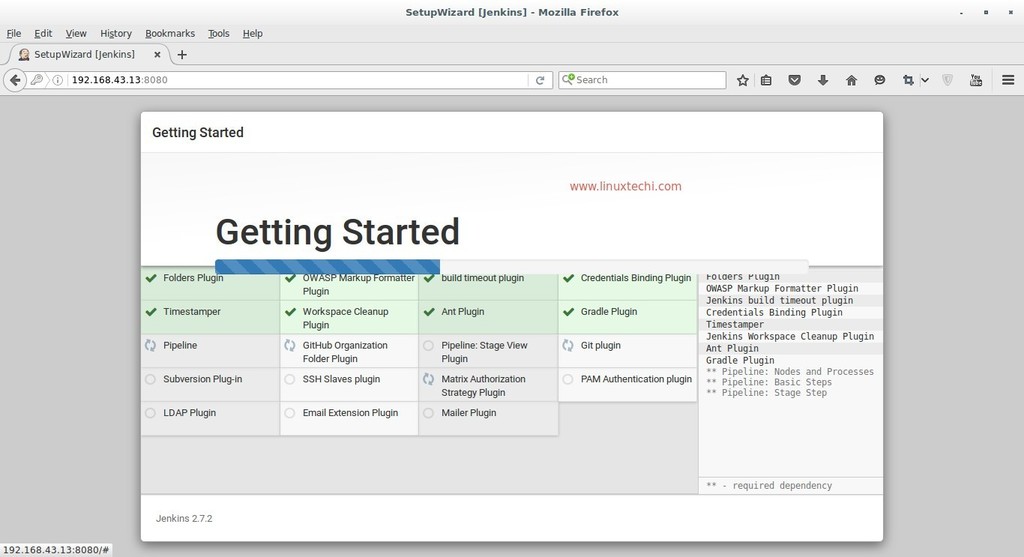 SetupWizard [Jenkins] - Mozilla Firefox
File Edit View History Bookmarks Tools Help
SetupWizard [Jenkins]
192.168.43.13:8080
Search
Getting Started
www.linuxtechi.com
Getting Started
Folders Plugin
OWASP Markup Formatter Plugin
build timeout plugin
Credentials Binding Plugin
Timestamper
Workspace Cleanup Plugin
Ant Plugin
Gradle Plugin
Pipeline
GitHub Organization Folder Plugin
Pipeline: Stage View Plugin
Git plugin
Subversion Plug-in
SSH Slaves plugin
Matrix Authorization Strategy Plugin
PAM Authentication plugin
LDAP Plugin
Email Extension Plugin
Mailer Plugin
Folders Plugin
OWASP Markup Formatter Plugin
Jenkins build timeout plugin
Credentials Binding Plugin
Timestamper
Jenkins Workspace Cleanup Plugin
Ant Plugin
Gradle Plugin
** Pipeline: Nodes and Processes
** Pipeline: Basic Steps
** Pipeline: Stage Step
** - required dependency
Jenkins 2.7.2
192.168.43.13:8080/#